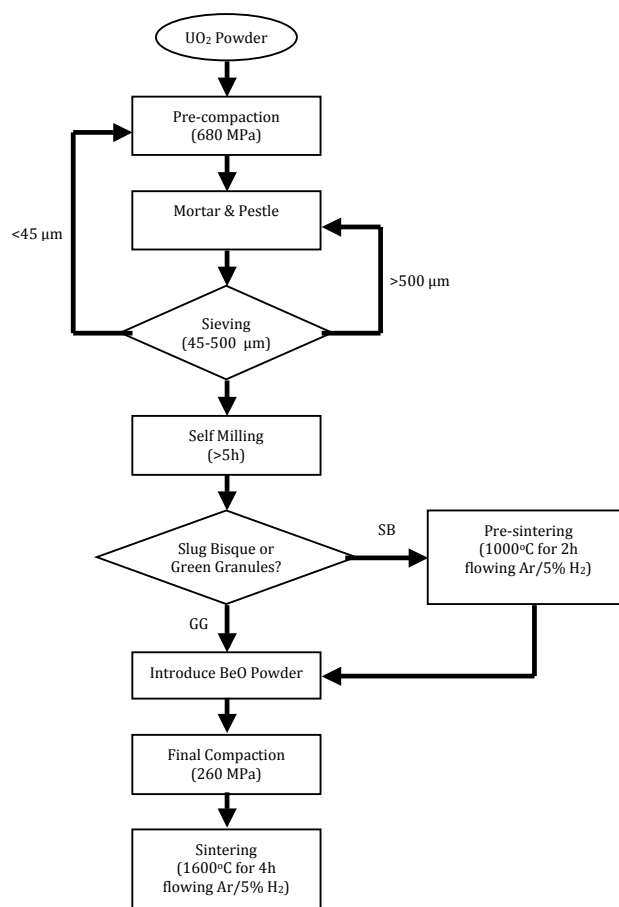 UO₂ Powder
Pre-compaction
(680 MPa)
Mortar & Pestle
<45 μm
>500 μm
Sieving
(45-500 μm)
Self Milling
(>5h)
SB
Slug Bisque or
Green Granules?
Pre-sintering
(1000ºC for 2h
flowing Ar/5% H₂)
GG
Introduce BeO Powder
Final Compaction
(260 MPa)
Sintering
(1600ºC for 4h
flowing Ar/5% H₂)